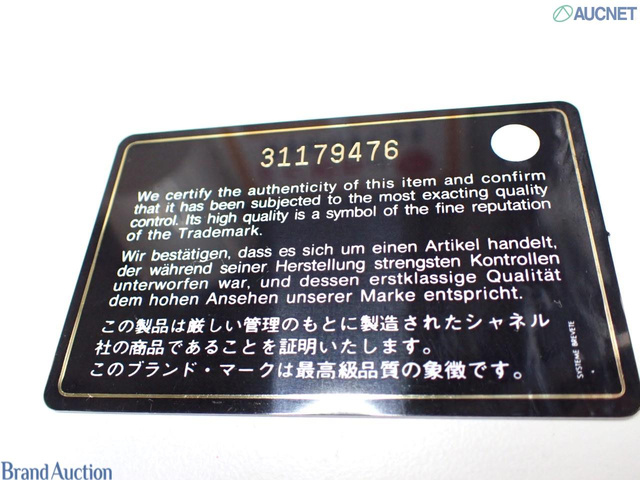 AUCNET
31179476
We certify the authenticity of this item and confirm
that it has been subjected to the most exacting quality
control. Its high quality is a symbol of the fine reputation
of the Trademark.
Wir bestätigen, dass es sich um einen Artikel handelt,
der während seiner Herstellung strengsten Kontrollen
unterworfen war, und dessen erstklassige Qualität
dem hohen Ansehen unserer Marke entspricht.
この製品は厳しい管理のもとに製造されたシャネル
社の商品であることを証明いたします。
このブランド・マークは最高級品質の象徴です。
SYSTEME BREVETE
Brand Auction